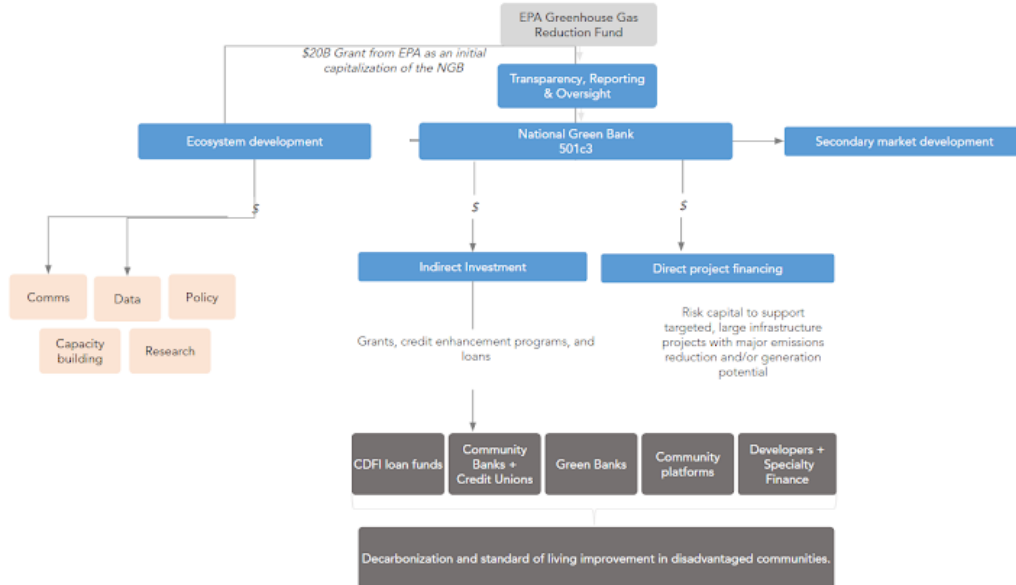 EPA Greenhouse Gas
Reduction Fund
$20B Grant from EPA as an initial
capitalization of the NGB
Transparency, Reporting
& Oversight
Ecosystem development
National Green Bank
501c3
Secondary market development
$
$
$
Indirect Investment
Direct project financing
Comms
Data
Policy
Capacity
building
Research
Grants, credit enhancement programs, and
loans
Risk capital to support
targeted, large infrastructure
projects with major emissions
reduction and/or generation
potential
CDFI loan funds
Community
Banks +
Credit Unions
Green Banks
Community
platforms
Developers +
Specialty
Finance
Decarbonization and standard of living improvement in disadvantaged communities.